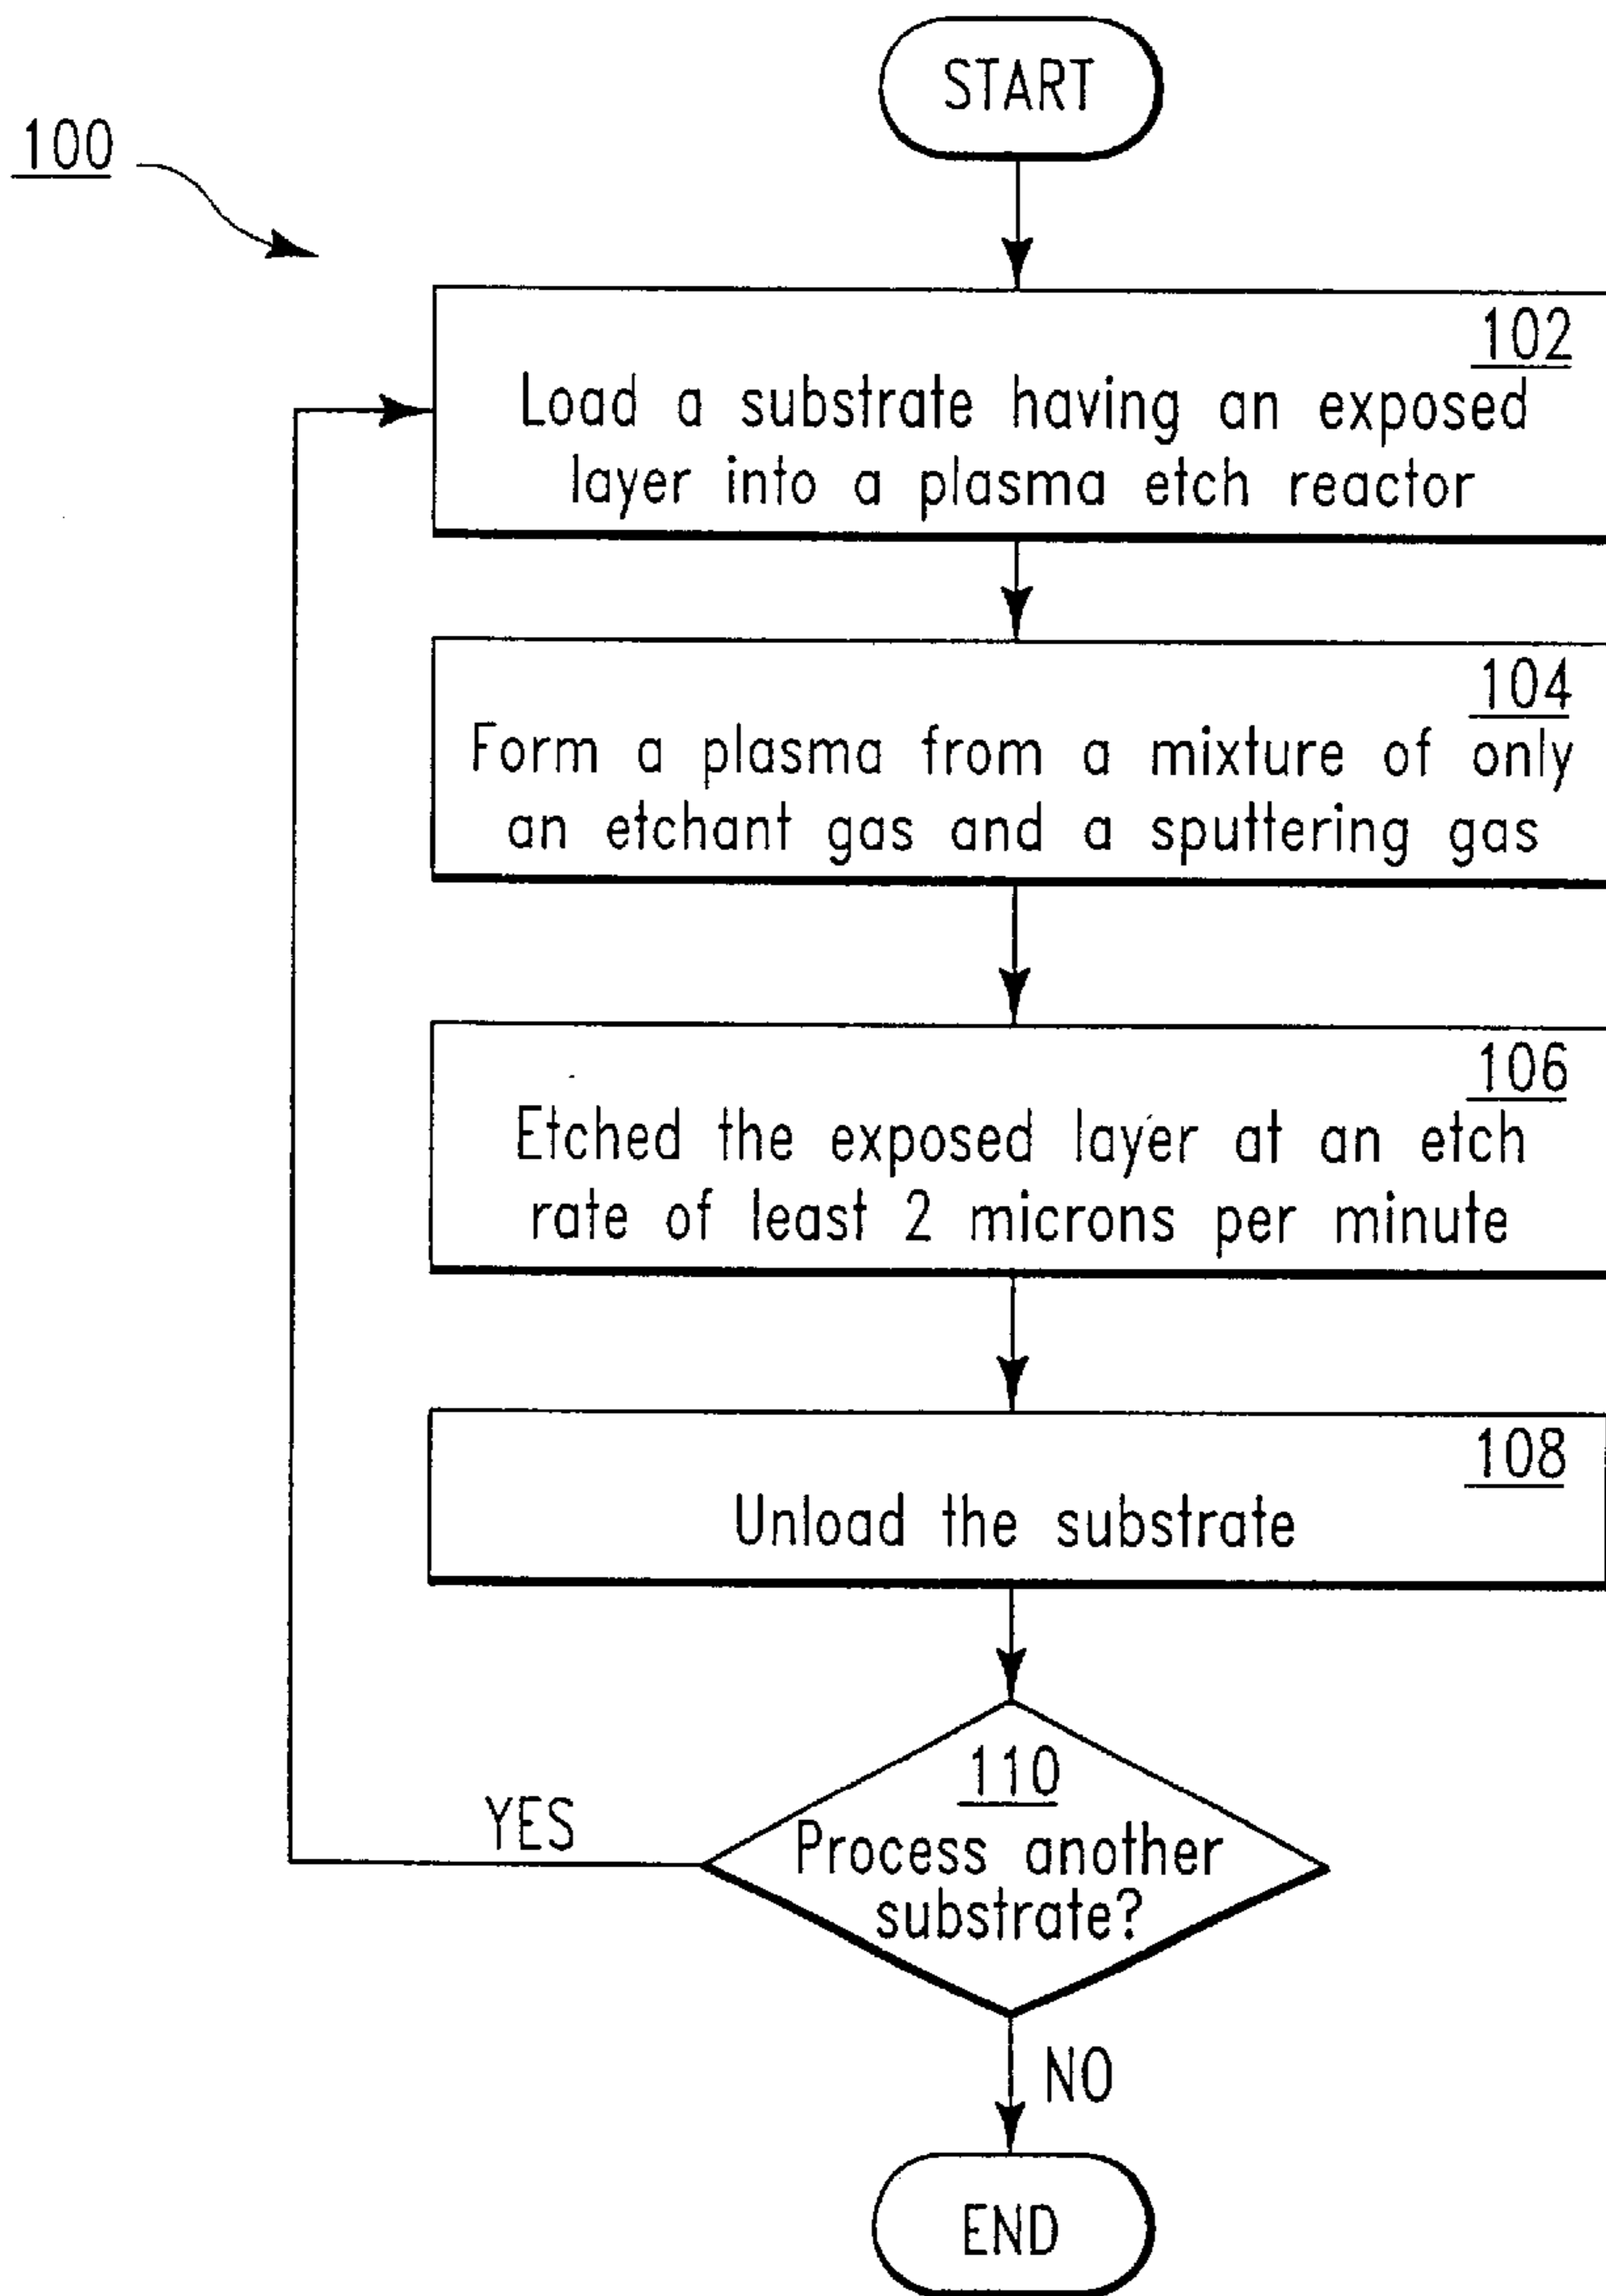 START
100
102
Load a substrate having an exposed
layer into a plasma etch reactor
104
Form a plasma from a mixture of only
an etchant gas and a sputtering gas
106
Etched the exposed layer at an etch
rate of least 2 microns per minute
108
Unload the substrate
110
Process another
substrate?
YES
NO
END